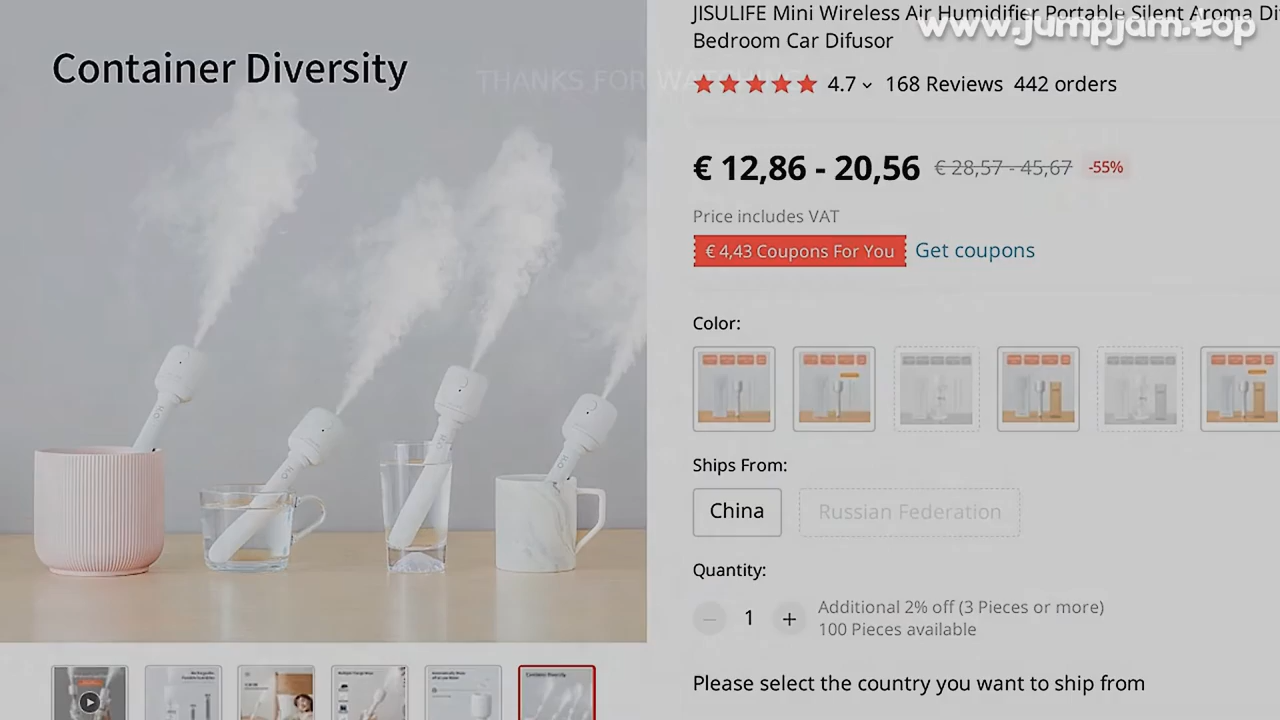 JISULIFE Mini Wireless Air Humidifier Portable Silent Aroma Di
www.jumpjam.top
Bedroom Car Difusor
Container Diversity
THANKS FOR WATCHING
4.7 168 Reviews 442 orders
€ 12,86 - 20,56 € 28,57 - 45,67 -55%
Price includes VAT
€ 4,43 Coupons For You Get coupons
Color:
Ships From:
China Russian Federation
Quantity:
1 + Additional 2% off (3 Pieces or more)
100 Pieces available
Please select the country you want to ship from
Container Diversity